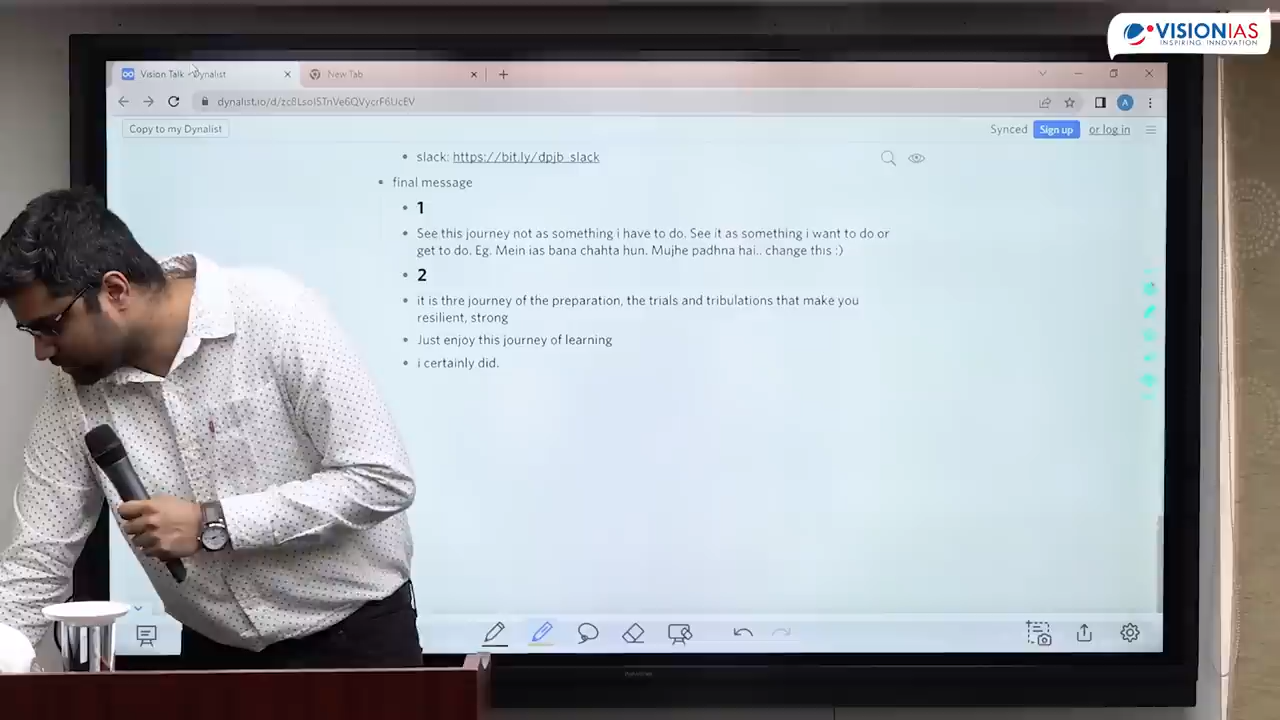 VISIONIAS
INSPIRING INNOVATION
Vision Talk - Dynalist
New Tab
dynalist.io/d/zc8LsoISTnVe6QVycrF6UcEV
A
Copy to my Dynalist
Synced
Sign up
or log in
slack: https://bit.ly/dpjb_slack
final message
1
See this journey not as something i have to do. See it as something i want to do or
get to do. Eg. Mein ias bana chahta hun. Mujhe padhna hai.. change this :)
2
it is thre journey of the preparation, the trials and tribulations that make you
resilient, strong
Just enjoy this journey of learning
i certainly did.